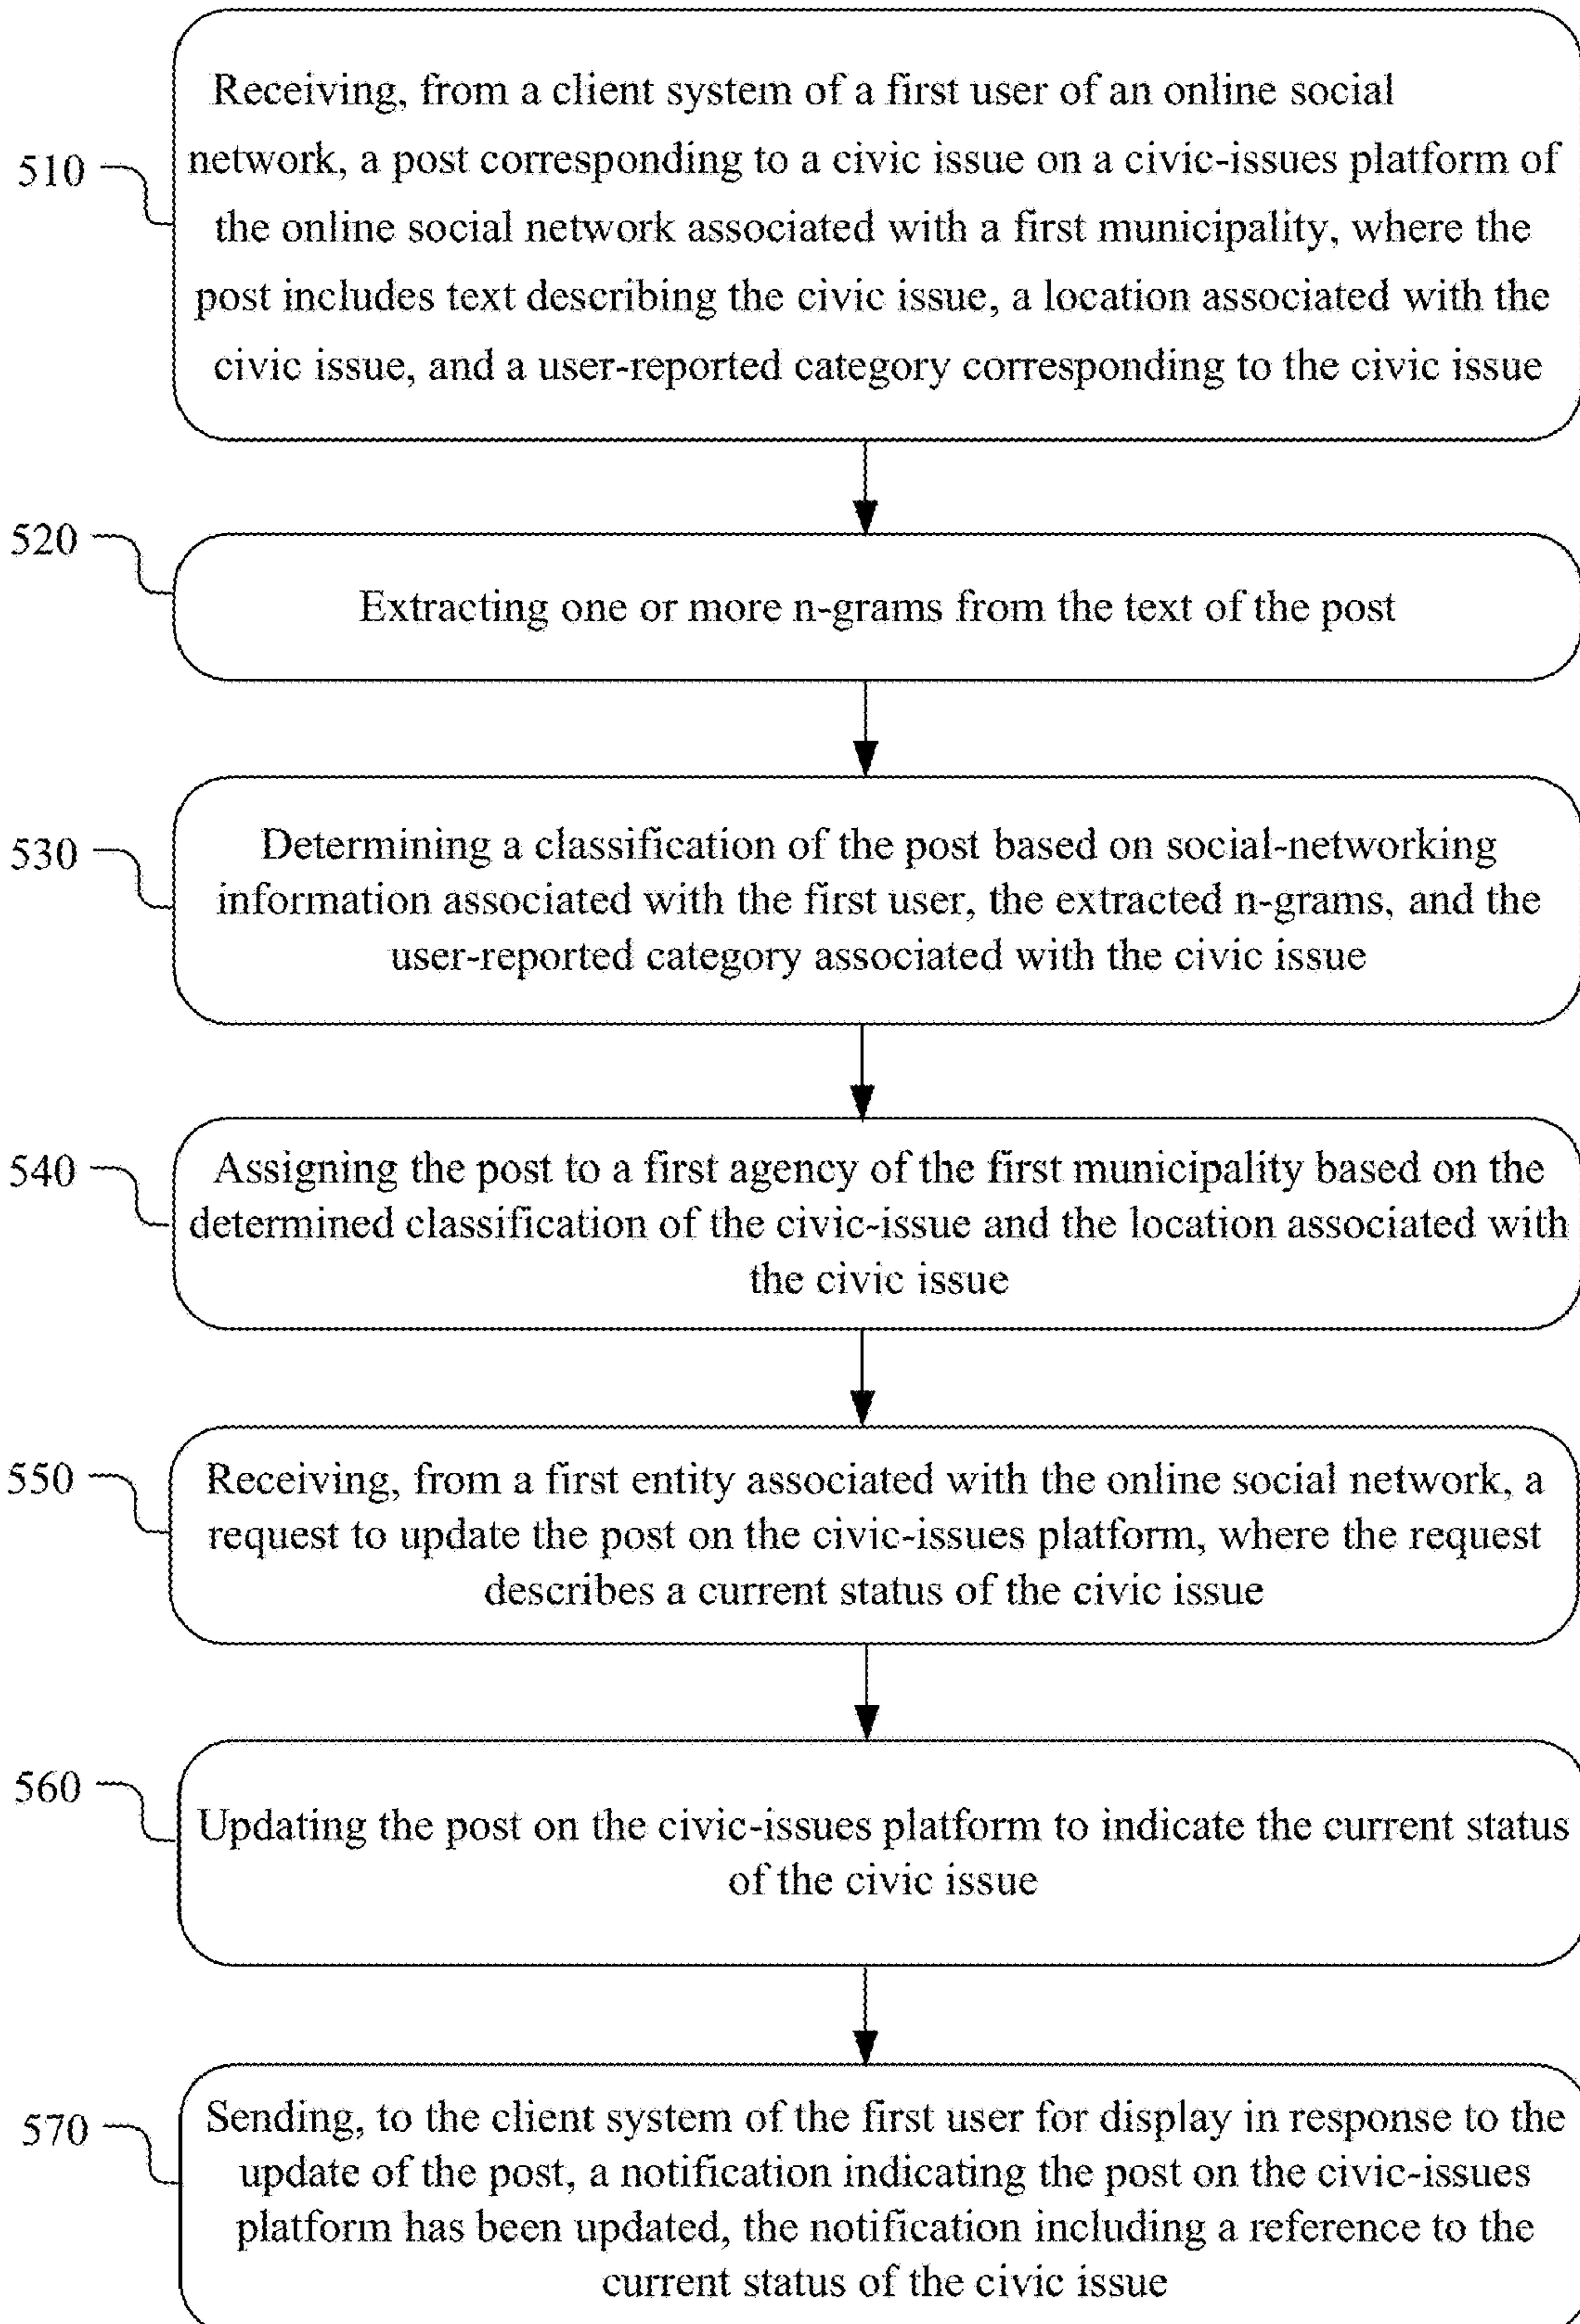 510
Receiving, from a client system of a first user of an online social
network, a post corresponding to a civic issue on a civic-issues platform of
the online social network associated with a first municipality, where the
post includes text describing the civic issue, a location associated with the
civic issue, and a user-reported category corresponding to the civic issue
520
Extracting one or more n-grams from the text of the post
530
Determining a classification of the post based on social-networking
information associated with the first user, the extracted n-grams, and the
user-reported category associated with the civic issue
540
Assigning the post to a first agency of the first municipality based on the
determined classification of the civic-issue and the location associated with
the civic issue
550
Receiving, from a first entity associated with the online social network, a
request to update the post on the civic-issues platform, where the request
describes a current status of the civic issue
560
Updating the post on the civic-issues platform to indicate the current status
of the civic issue
570
Sending, to the client system of the first user for display in response to the
update of the post, a notification indicating the post on the civic-issues
platform has been updated, the notification including a reference to the
current status of the civic issue